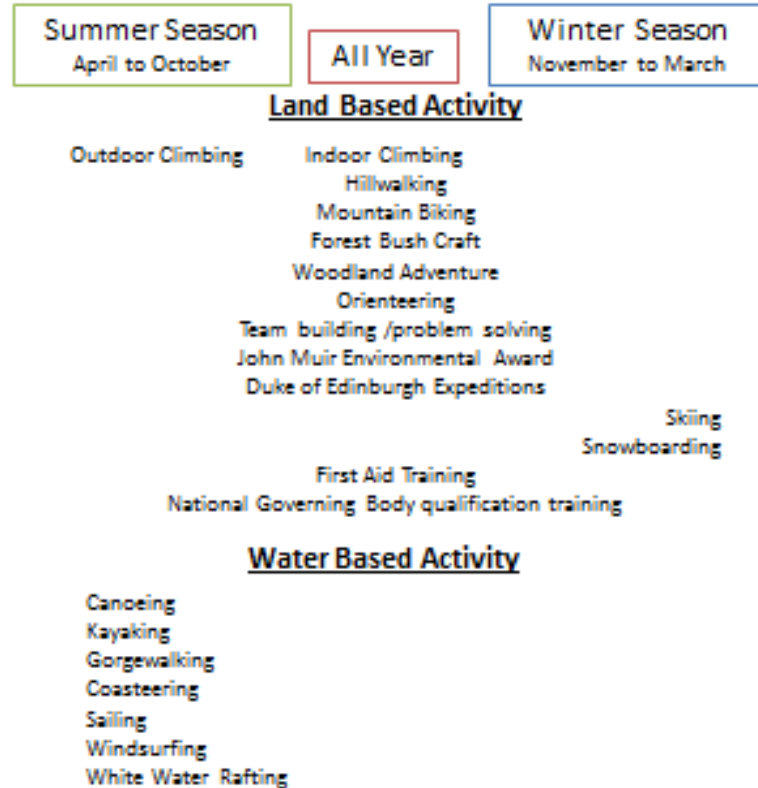 Summer Season
April to October
All Year
Winter Season
November to March
Land Based Activity
Outdoor Climbing Indoor Climbing
Hillwalking
Mountain Biking
Forest Bush Craft
Woodland Adventure
Orienteering
Team building /problem solving
John Muir Environmental Award
Duke of Edinburgh Expeditions
Skiing
Snowboarding
First Aid Training
National Governing Body qualification training
Water Based Activity
Canoeing
Kayaking
Gorgewalking
Coasteering
Sailing
Windsurfing
White Water Rafting